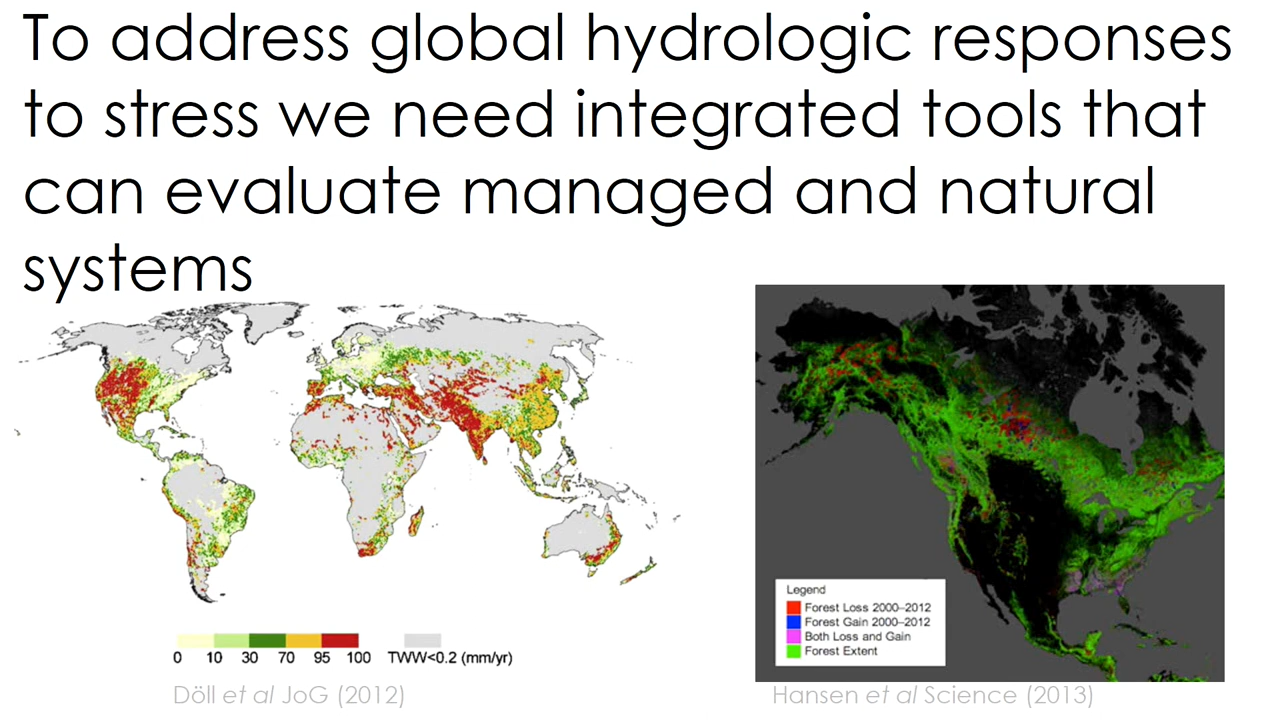 To address global hydrologic responses
to stress we need integrated tools that
can evaluate managed and natural
systems
0 10 30 70 95 100 TWW<0.2 (mm/yr)
Döll et al JoG (2012)
Legend
Forest Loss 2000–2012
Forest Gain 2000–2012
Both Loss and Gain
Forest Extent
Hansen et al Science (2013)